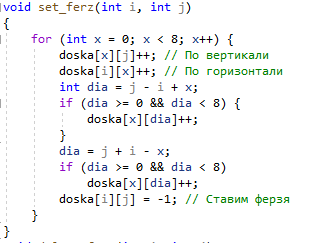 void set_ferz(int i, int j)
{
    for (int x = 0; x < 8; x++) {
        doska[x][j]++; // По вертикали
        doska[i][x]++; // По горизонтали
        int dia = j - i + x;
        if (dia >= 0 && dia < 8) {
            doska[x][dia]++;
        }
        dia = j + i - x;
        if (dia >= 0 && dia < 8)
            doska[x][dia]++;
        doska[i][j] = -1; // Ставим ферзя
    }
}